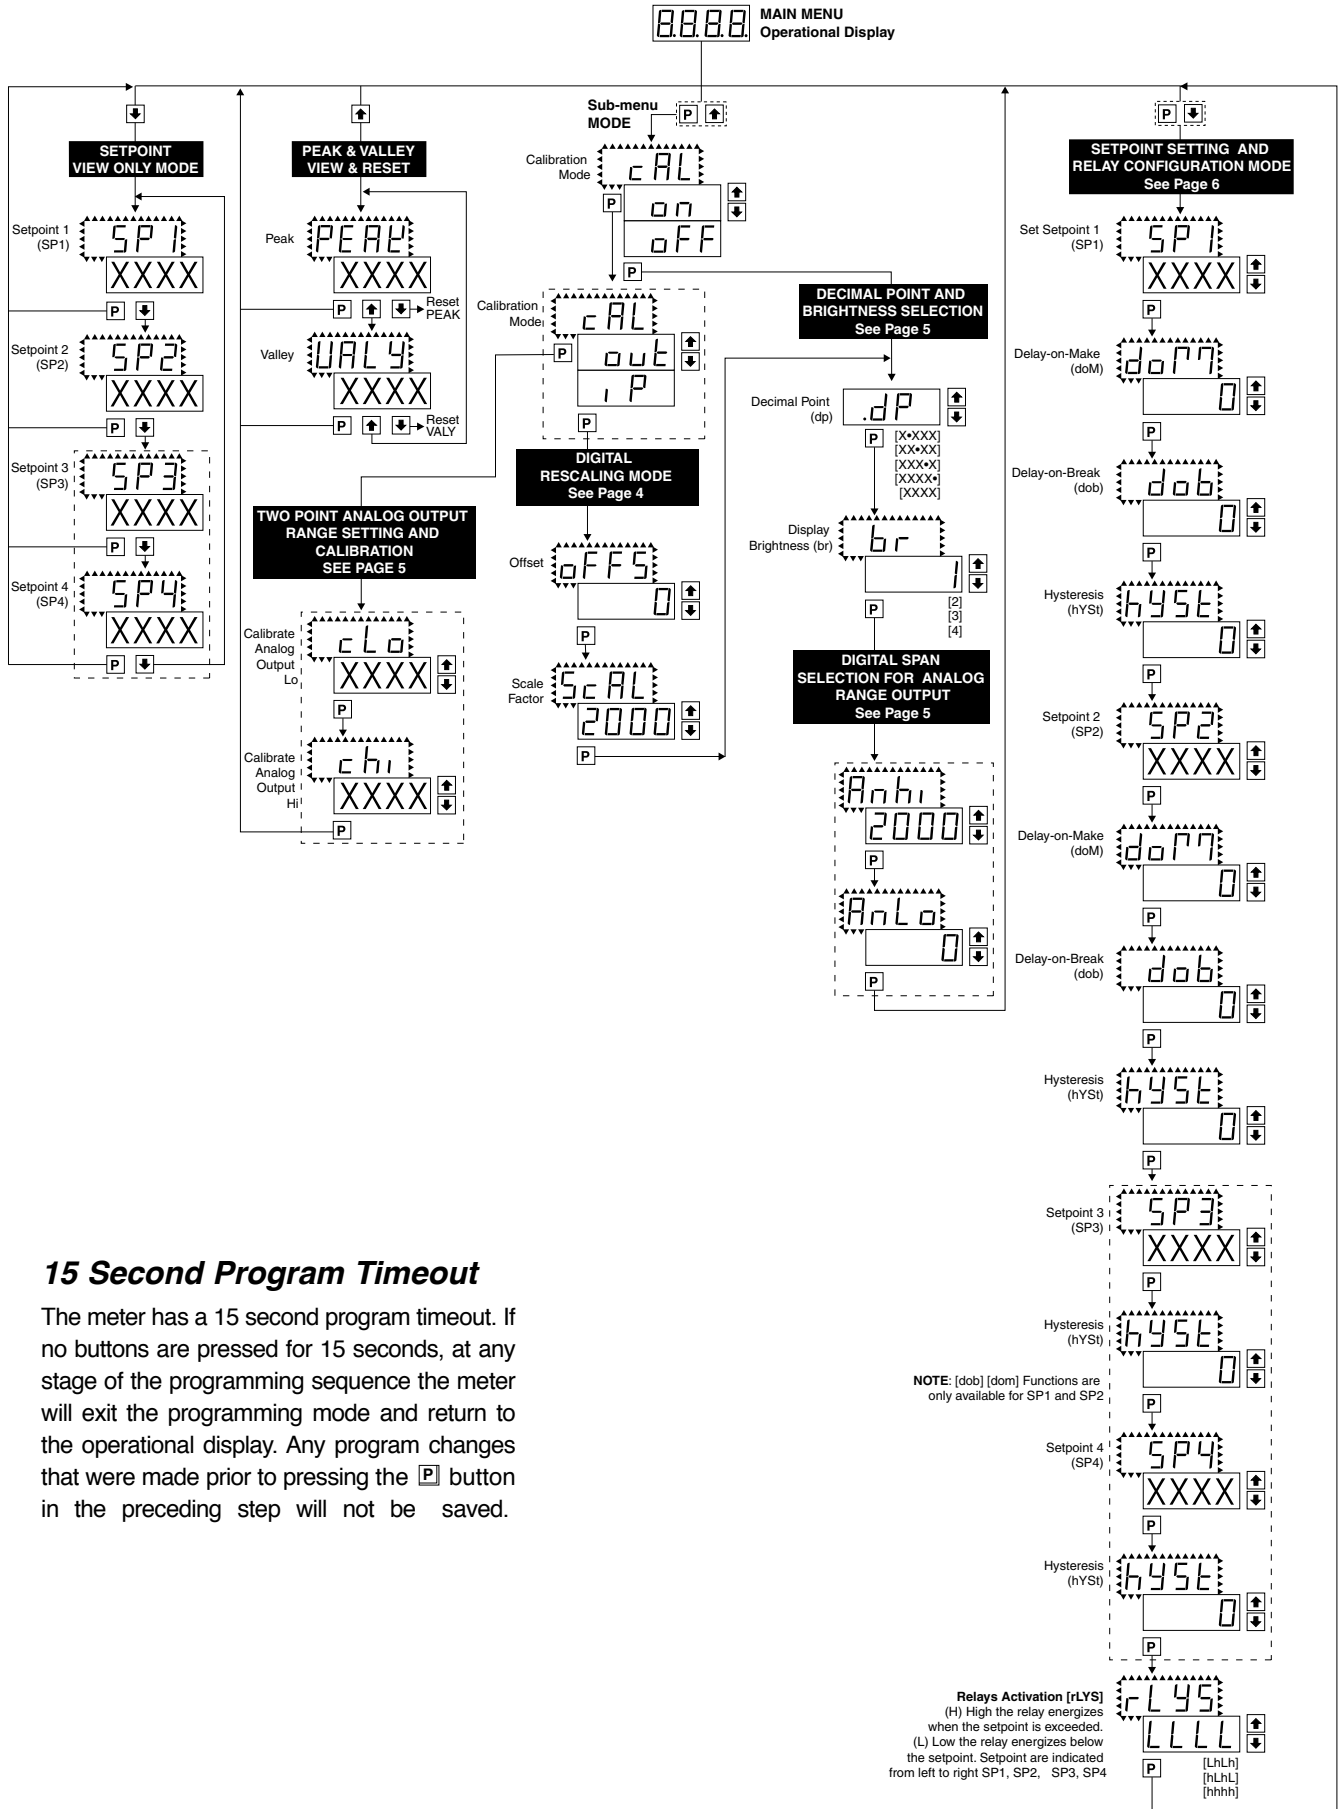 8.8.8.8.
MAIN MENU
Operational Display
SETPOINT
VIEW ONLY MODE
Setpoint 1
(SP1)
SP1
XXXX
P
Setpoint 2
(SP2)
SP2
XXXX
P
Setpoint 3
(SP3)
SP3
XXXX
P
Setpoint 4
(SP4)
SP4
XXXX
P
PEAK & VALLEY
VIEW & RESET
Peak
PEAK
XXXX
P
Reset
PEAK
Valley
VALY
XXXX
P
Reset
VALY
Sub-menu
MODE
P
Calibration
Mode
cAL
on
oFF
P
P
Calibration
Mode
cAL
out
iP
P
P
TWO POINT ANALOG OUTPUT
RANGE SETTING AND
CALIBRATION
SEE PAGE 5
Calibrate
Analog
Output
Lo
cLo
XXXX
P
Calibrate
Analog
Output
Hi
chi
XXXX
P
DIGITAL
RESCALING MODE
See Page 4
Offset
oFFS
0
P
Scale
Factor
ScAL
2000
P
DECIMAL POINT AND
BRIGHTNESS SELECTION
See Page 5
Decimal Point
(dp)
.dP
P
[X•XXX]
[XX•XX]
[XXX•X]
[XXXX•]
[XXXX]
Display
Brightness (br)
br
1
P
[2]
[3]
[4]
DIGITAL SPAN
SELECTION FOR ANALOG
RANGE OUTPUT
See Page 5
Anhi
2000
P
AnLo
0
P
P
SETPOINT SETTING AND
RELAY CONFIGURATION MODE
See Page 6
Set Setpoint 1
(SP1)
SP1
XXXX
P
Delay-on-Make
(doM)
doM
0
P
Delay-on-Break
(dob)
dob
0
P
Hysteresis
(hYSt)
hYSt
0
P
Setpoint 2
(SP2)
SP2
XXXX
P
Delay-on-Make
(doM)
doM
0
P
Delay-on-Break
(dob)
dob
0
P
Hysteresis
(hYSt)
hYSt
0
P
Setpoint 3
(SP3)
SP3
XXXX
P
Hysteresis
(hYSt)
hYSt
0
NOTE: [dob] [dom] Functions are
only available for SP1 and SP2
P
Setpoint 4
(SP4)
SP4
XXXX
P
Hysteresis
(hYSt)
hYSt
0
P
Relays Activation [rLYS]
(H) High the relay energizes
when the setpoint is exceeded.
(L) Low the relay energizes below
the setpoint. Setpoint are indicated
from left to right SP1, SP2, SP3, SP4
rLYS
LLLL
P
[LhLh]
[hLhL]
[hhhh]
15 Second Program Timeout
The meter has a 15 second program timeout. If
no buttons are pressed for 15 seconds, at any
stage of the programming sequence the meter
will exit the programming mode and return to
the operational display. Any program changes
that were made prior to pressing the P button
in the preceding step will not be saved.